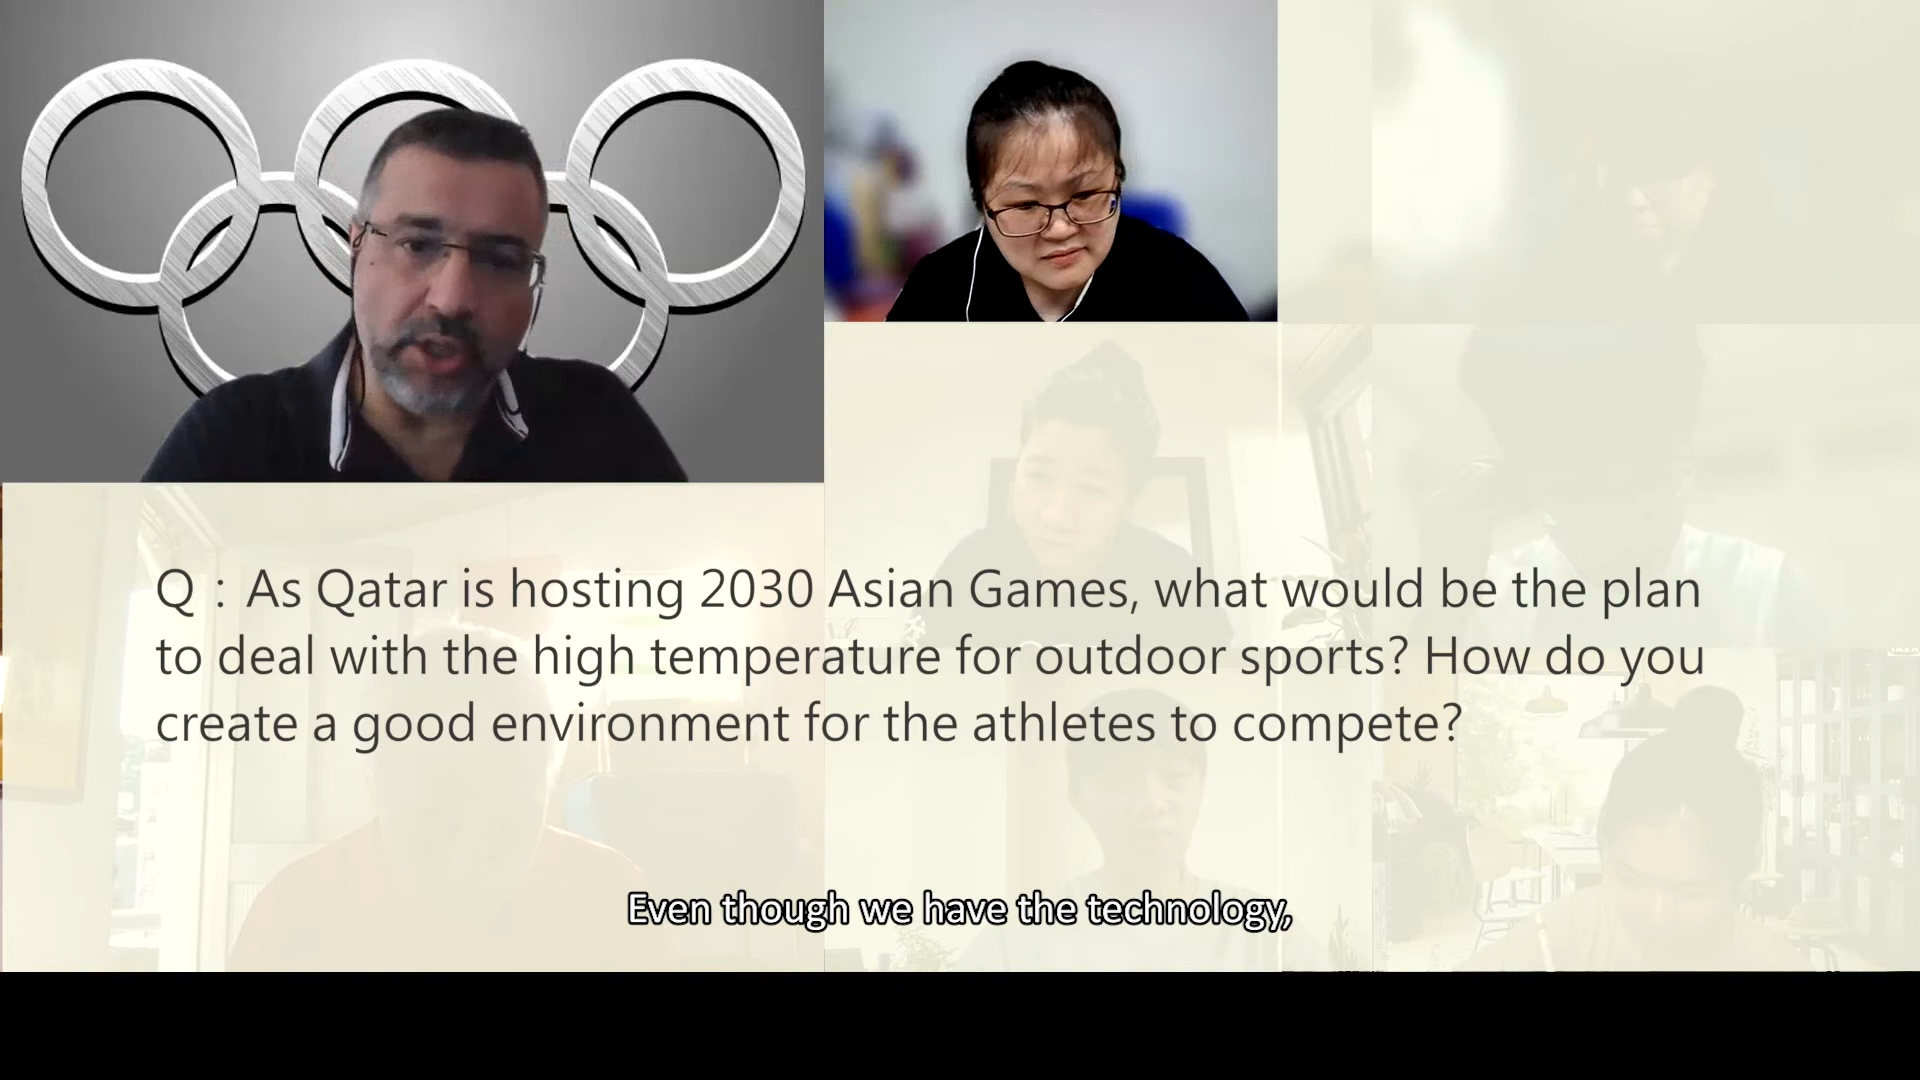 Q : As Qatar is hosting 2030 Asian Games, what would be the plan
to deal with the high temperature for outdoor sports? How do you
create a good environment for the athletes to compete?
Even though we have the technology,